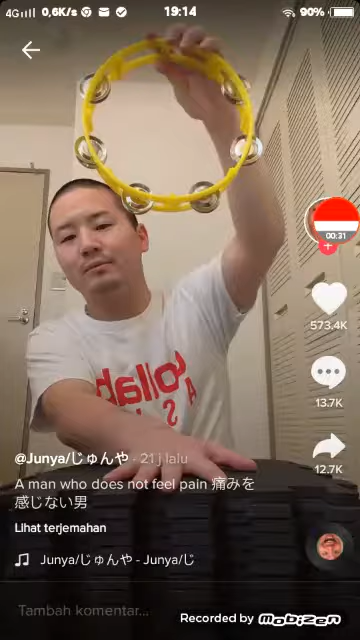 4G 0,6K/s 19:14 90%
collab
A S
00:31
573.4K
13.7K
@Junya/じゅんや · 21 j lalu
12.7K
A man who does not feel pain 痛みを
感じない男
Lihat terjemahan
Junya/じゅんや - Junya/じ
Tambah komentar...
Recorded by mobizen